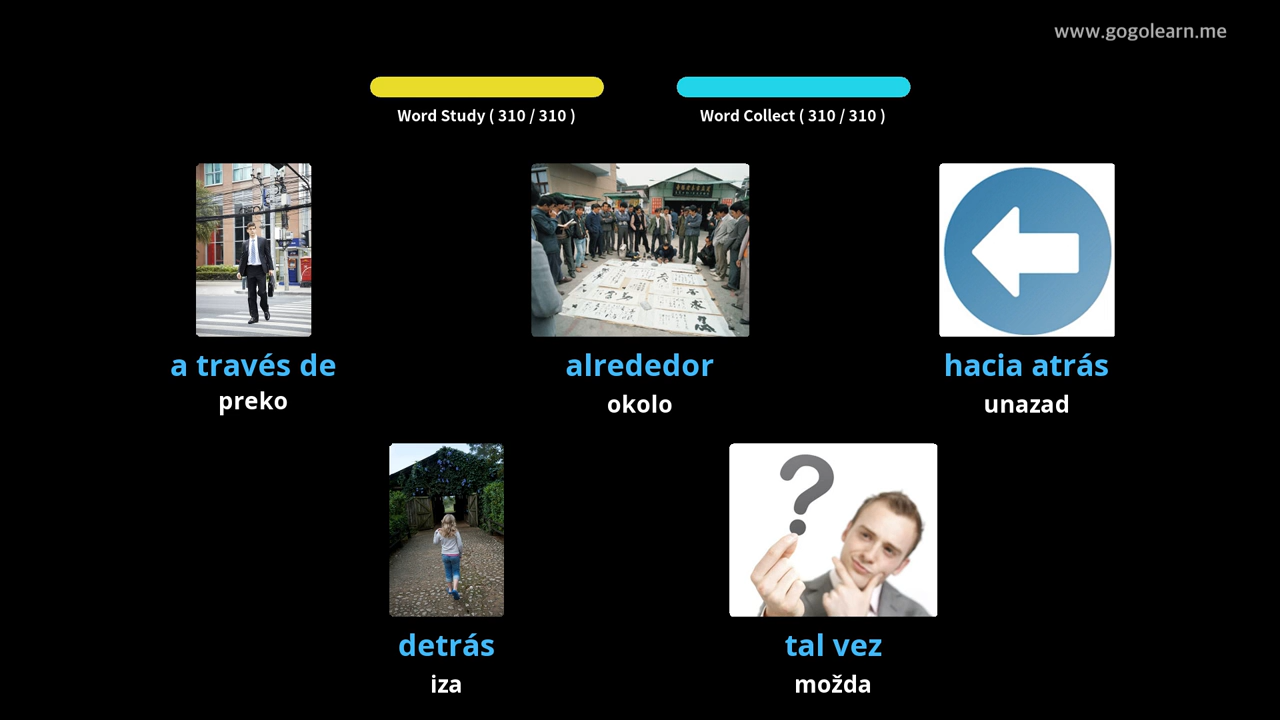 www.gogolearn.me
Word Study ( 310 / 310 )
Word Collect ( 310 / 310 )
a través de
preko
alrededor
okolo
hacia atrás
unazad
detrás
iza
tal vez
možda